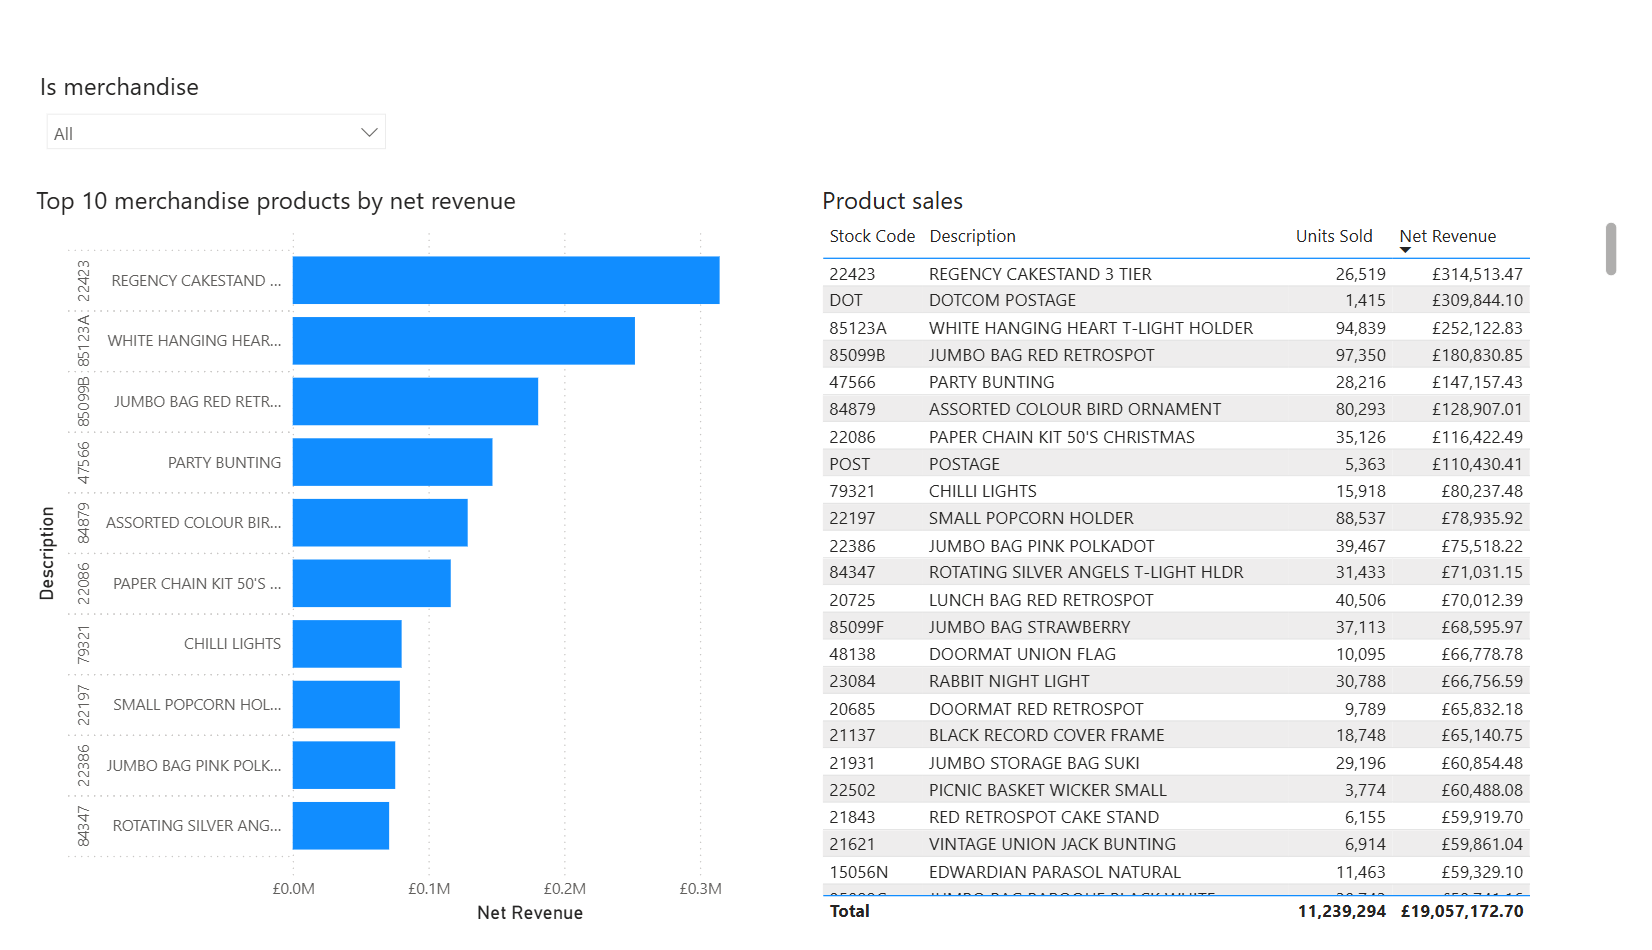 Is merchandise
All
Top 10 merchandise products by net revenue
Description
22423 REGENCY CAKESTAND ...
85123A WHITE HANGING HEAR...
85099B JUMBO BAG RED RETR...
47566 PARTY BUNTING
84879 ASSORTED COLOUR BIR...
22086 PAPER CHAIN KIT 50'S ...
79321 CHILLI LIGHTS
22197 SMALL POPCORN HOL...
22386 JUMBO BAG PINK POLK...
84347 ROTATING SILVER ANG...
£0.0M £0.1M £0.2M £0.3M
Net Revenue
Product sales
Stock Code Description Units Sold Net Revenue
22423 REGENCY CAKESTAND 3 TIER 26,519 £314,513.47
DOT DOTCOM POSTAGE 1,415 £309,844.10
85123A WHITE HANGING HEART T-LIGHT HOLDER 94,839 £252,122.83
85099B JUMBO BAG RED RETROSPOT 97,350 £180,830.85
47566 PARTY BUNTING 28,216 £147,157.43
84879 ASSORTED COLOUR BIRD ORNAMENT 80,293 £128,907.01
22086 PAPER CHAIN KIT 50'S CHRISTMAS 35,126 £116,422.49
POST POSTAGE 5,363 £110,430.41
79321 CHILLI LIGHTS 15,918 £80,237.48
22197 SMALL POPCORN HOLDER 88,537 £78,935.92
22386 JUMBO BAG PINK POLKADOT 39,467 £75,518.22
84347 ROTATING SILVER ANGELS T-LIGHT HLDR 31,433 £71,031.15
20725 LUNCH BAG RED RETROSPOT 40,506 £70,012.39
85099F JUMBO BAG STRAWBERRY 37,113 £68,595.97
48138 DOORMAT UNION FLAG 10,095 £66,778.78
23084 RABBIT NIGHT LIGHT 30,788 £66,756.59
20685 DOORMAT RED RETROSPOT 9,789 £65,832.18
21137 BLACK RECORD COVER FRAME 18,748 £65,140.75
21931 JUMBO STORAGE BAG SUKI 29,196 £60,854.48
22502 PICNIC BASKET WICKER SMALL 3,774 £60,488.08
21843 RED RETROSPOT CAKE STAND 6,155 £59,919.70
21621 VINTAGE UNION JACK BUNTING 6,914 £59,861.04
15056N EDWARDIAN PARASOL NATURAL 11,463 £59,329.10
Total 11,239,294 £19,057,172.70